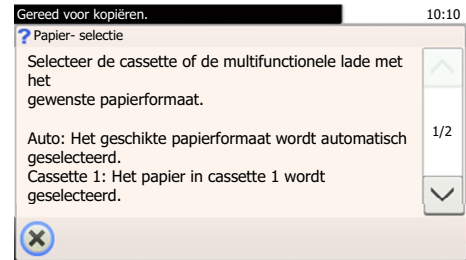 Gereed voor kopiëren. 10:10
? Papier- selectie
Selecteer de cassette of de multifunctionele lade met
het
gewenste papierformaat.
Auto: Het geschikte papierformaat wordt automatisch
geselecteerd.
Cassette 1: Het papier in cassette 1 wordt
geselecteerd.
1/2